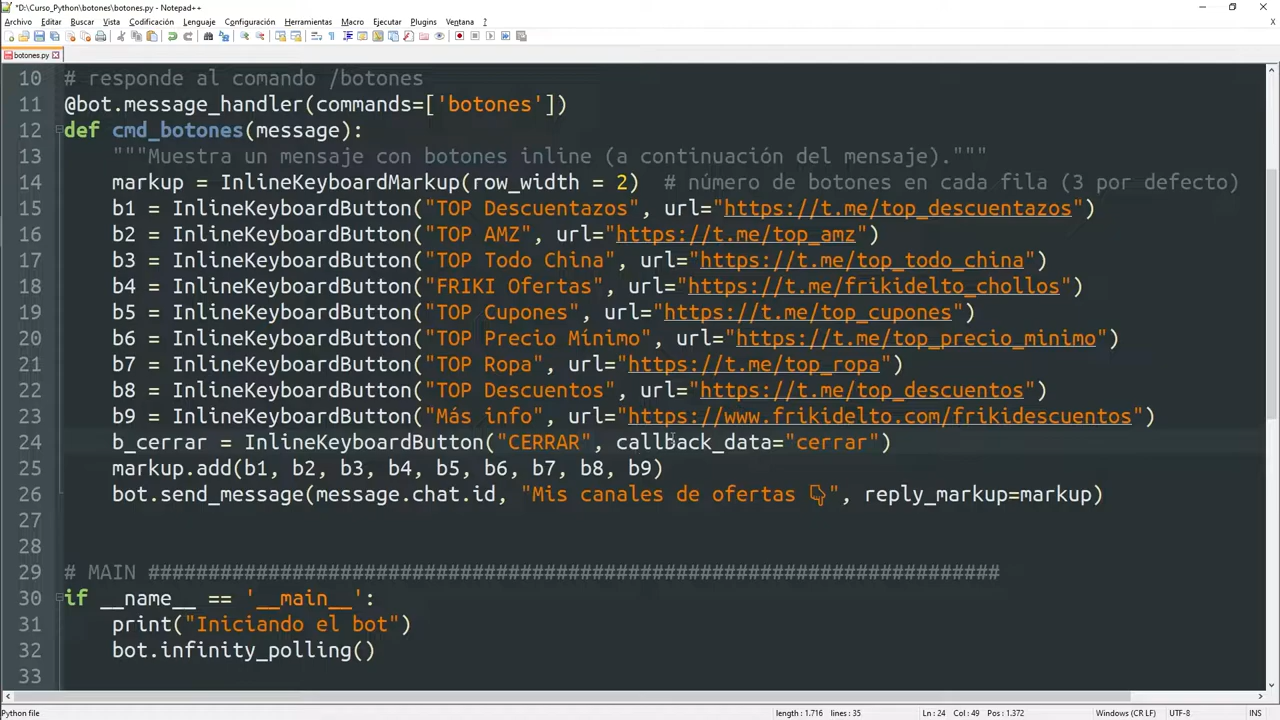 *D:\Curso_Python\botones\botones.py - Notepad++
Archivo Editar Buscar Vista Codificación Lenguaje Configuración Herramientas Macro Ejecutar Plugins Ventana ?
botones.py
10 # responde al comando /botones
11 @bot.message_handler(commands=['botones'])
12 def cmd_botones(message):
13 """Muestra un mensaje con botones inline (a continuación del mensaje)."""
14 markup = InlineKeyboardMarkup(row_width = 2) # número de botones en cada fila (3 por defecto)
15 b1 = InlineKeyboardButton("TOP Descuentazos", url="https://t.me/top_descuentazos")
16 b2 = InlineKeyboardButton("TOP AMZ", url="https://t.me/top_amz")
17 b3 = InlineKeyboardButton("TOP Todo China", url="https://t.me/top_todo_china")
18 b4 = InlineKeyboardButton("FRIKI Ofertas", url="https://t.me/frikidelto_chollos")
19 b5 = InlineKeyboardButton("TOP Cupones", url="https://t.me/top_cupones")
20 b6 = InlineKeyboardButton("TOP Precio Mínimo", url="https://t.me/top_precio_minimo")
21 b7 = InlineKeyboardButton("TOP Ropa", url="https://t.me/top_ropa")
22 b8 = InlineKeyboardButton("TOP Descuentos", url="https://t.me/top_descuentos")
23 b9 = InlineKeyboardButton("Más info", url="https://www.frikidelto.com/frikidescuentos")
24 b_cerrar = InlineKeyboardButton("CERRAR", callback_data="cerrar")
25 markup.add(b1, b2, b3, b4, b5, b6, b7, b8, b9)
26 bot.send_message(message.chat.id, "Mis canales de ofertas 👇", reply_markup=markup)
27
28
29 # MAIN #######################################################################
30 if __name__ == '__main__':
31 print("Iniciando el bot")
32 bot.infinity_polling()
33
Python file length : 1.716 lines : 35 Ln : 24 Col : 49 Pos : 1.372 Windows (CR LF) UTF-8 INS